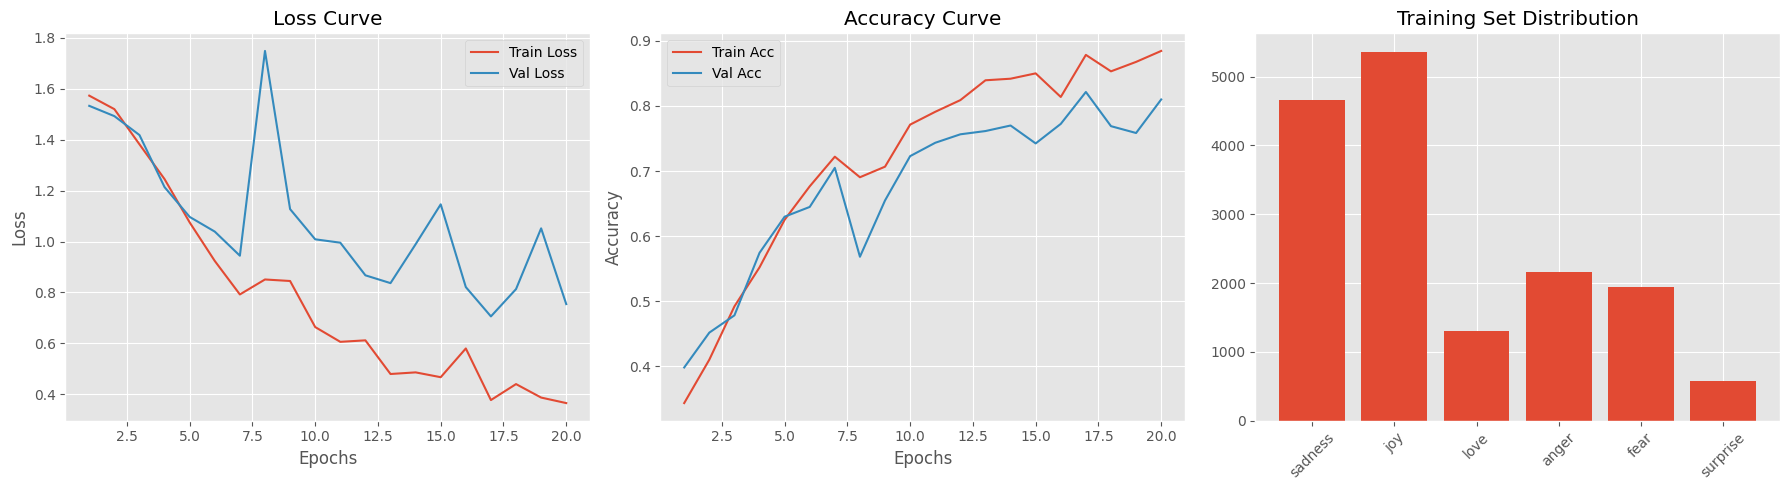 Loss Curve
Train Loss
Val Loss
1.8
1.6
1.4
1.2
1.0
0.8
0.6
0.4
Loss
2.5 5.0 7.5 10.0 12.5 15.0 17.5 20.0
Epochs
Accuracy Curve
Train Acc
Val Acc
0.9
0.8
0.7
0.6
0.5
0.4
Accuracy
2.5 5.0 7.5 10.0 12.5 15.0 17.5 20.0
Epochs
Training Set Distribution
5000
4000
3000
2000
1000
0
sadness joy love anger fear surprise